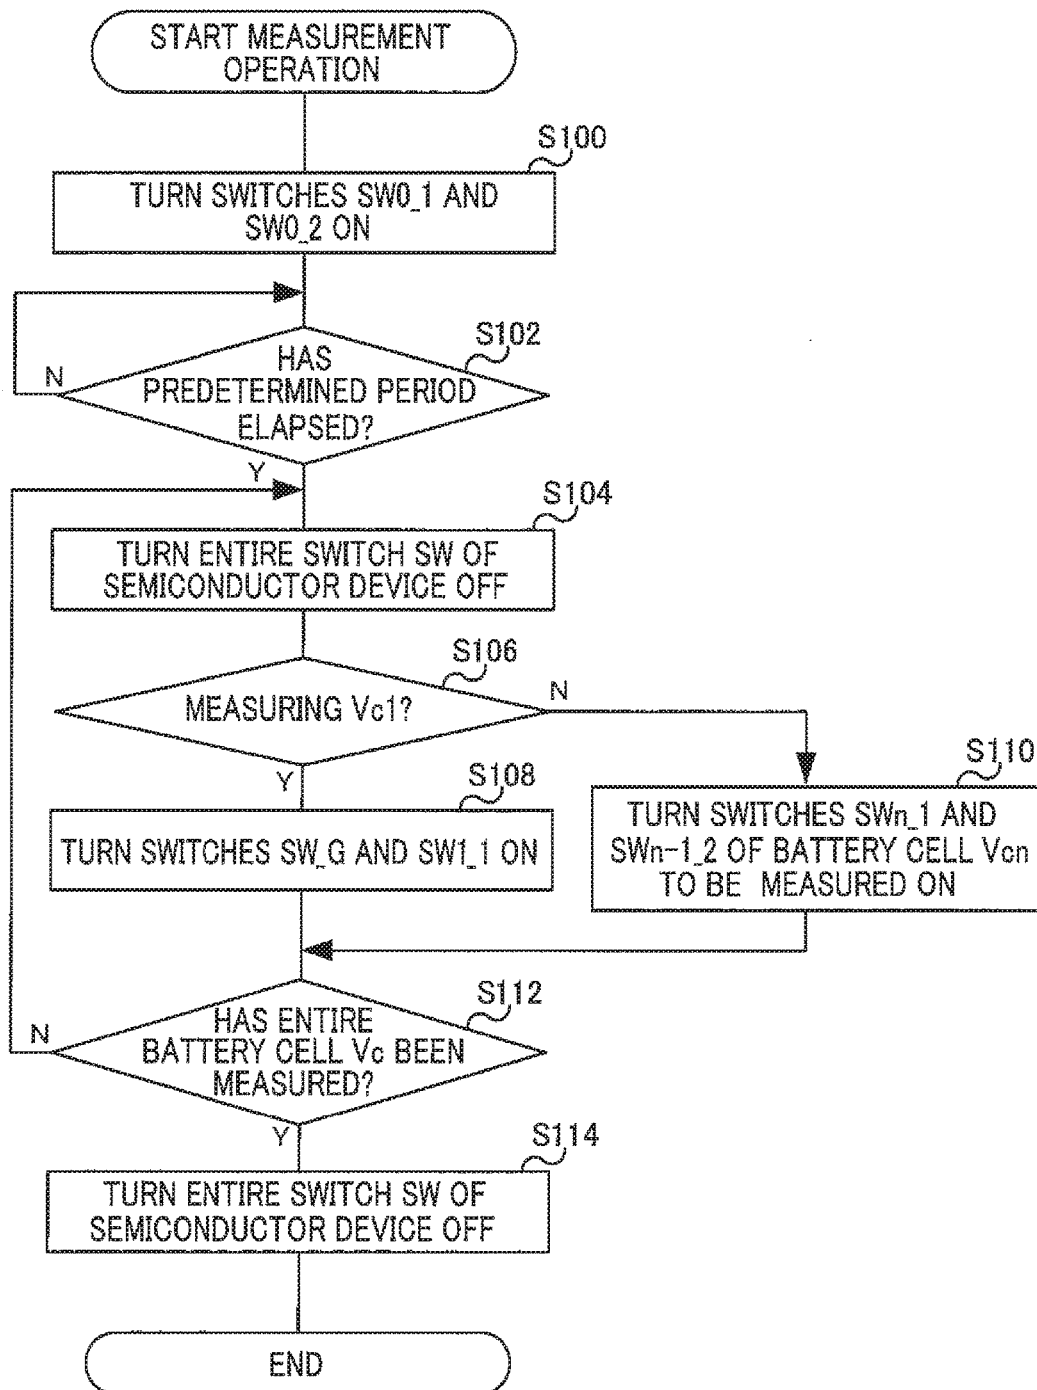 START MEASUREMENT
OPERATION
S100
TURN SWITCHES SW0_1 AND
SW0_2 ON
S102
HAS
PREDETERMINED PERIOD
ELAPSED?
N
Y
S104
TURN ENTIRE SWITCH SW OF
SEMICONDUCTOR DEVICE OFF
S106
MEASURING Vc1?
N
Y
S108
TURN SWITCHES SW_G AND SW1_1 ON
S110
TURN SWITCHES SWn_1 AND
SWn-1_2 OF BATTERY CELL Vcn
TO BE MEASURED ON
S112
HAS ENTIRE
BATTERY CELL Vc BEEN
MEASURED?
N
Y
S114
TURN ENTIRE SWITCH SW OF
SEMICONDUCTOR DEVICE OFF
END